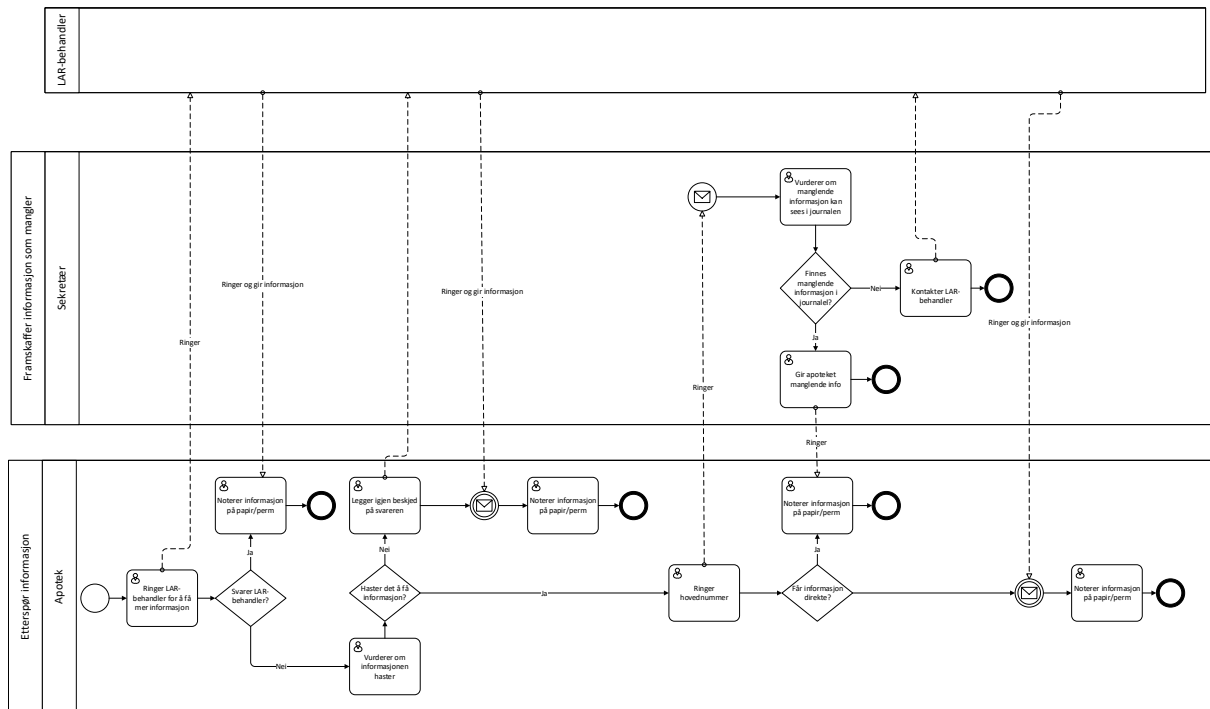 LAR-behandler
Framskaffer informasjon som mangler
Sekretær
Vurderer om
manglende
informasjon kan
sees i journalen
Finnes
manglende
informasjon i
journalel?
Nei
Kontakter LAR-
behandler
Ja
Gir apoteket
manglende info
Ringer
Ringer og gir informasjon
Ringer og gir informasjon
Ringer
Ringer og gir informasjon
Ringer
Etterspør informasjon
Apotek
Ringer LAR-
behandler for å få
mer informasjon
Svarer LAR-
behandler?
Ja
Noterer informasjon
på papir/perm
Nei
Vurderer om
informasjonen
haster
Haster det å få
informasjon?
Nei
Legger igjen beskjed
på svareren
Noterer informasjon
på papir/perm
Ja
Ringer
hovednummer
Får informasjon
direkte?
Ja
Noterer informasjon
på papir/perm
Noterer informasjon
på papir/perm